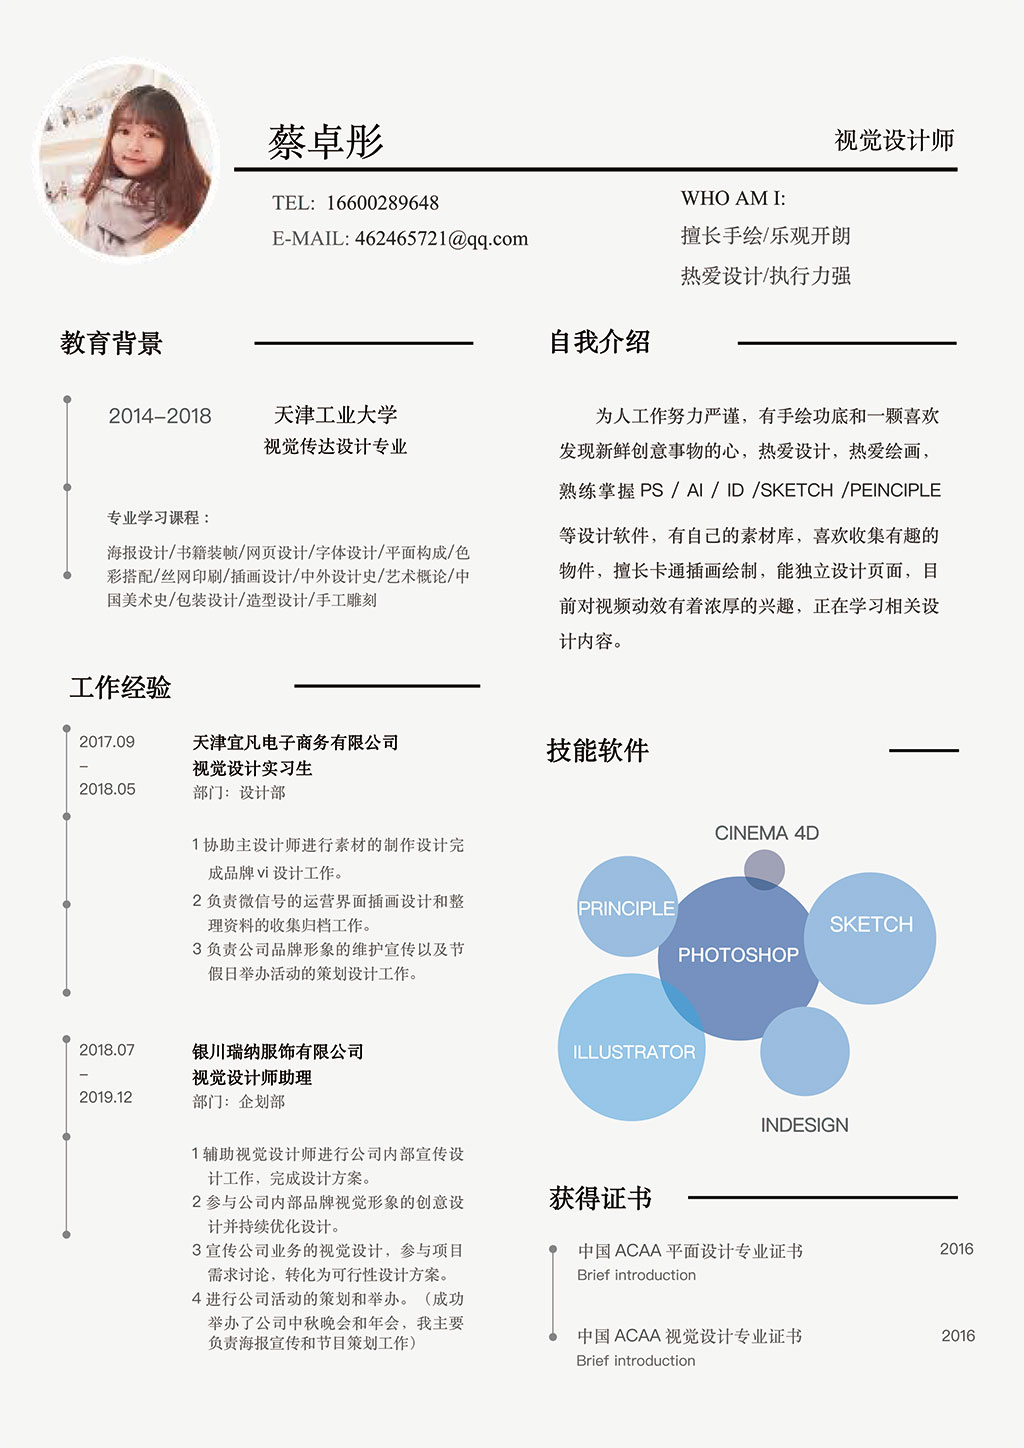 蔡卓彤
视觉设计师
TEL: 16600289648
E-MAIL: 462465721@qq.com
WHO AM I:
擅长手绘/乐观开朗
热爱设计/执行力强
教育背景
2014-2018 天津工业大学
视觉传达设计专业
专业学习课程：
海报设计/书籍装帧/网页设计/字体设计/平面构成/色
彩搭配/丝网印刷/插画设计/中外设计史/艺术概论/中
国美术史/包装设计/造型设计/手工雕刻
自我介绍
为人工作努力严谨，有手绘功底和一颗喜欢
发现新鲜创意事物的心，热爱设计，热爱绘画，
熟练掌握 PS / AI / ID /SKETCH /PEINCIPLE
等设计软件，有自己的素材库，喜欢收集有趣的
物件，擅长卡通插画绘制，能独立设计页面，目
前对视频动效有着浓厚的兴趣，正在学习相关设
计内容。
工作经验
2017.09
–
2018.05
天津宜凡电子商务有限公司
视觉设计实习生
部门：设计部
1 协助主设计师进行素材的制作设计完
成品牌 vi 设计工作。
2 负责微信号的运营界面插画设计和整
理资料的收集归档工作。
3 负责公司品牌形象的维护宣传以及节
假日举办活动的策划设计工作。
2018.07
–
2019.12
银川瑞纳服饰有限公司
视觉设计师助理
部门：企划部
1 辅助视觉设计师进行公司内部宣传设
计工作，完成设计方案。
2 参与公司内部品牌视觉形象的创意设
计并持续优化设计。
3 宣传公司业务的视觉设计，参与项目
需求讨论，转化为可行性设计方案。
4 进行公司活动的策划和举办。（成功
举办了公司中秋晚会和年会，我主要
负责海报宣传和节目策划工作）
技能软件
CINEMA 4D
PRINCIPLE
SKETCH
PHOTOSHOP
ILLUSTRATOR
INDESIGN
获得证书
中国 ACAA 平面设计专业证书 2016
Brief introduction
中国 ACAA 视觉设计专业证书 2016
Brief introduction